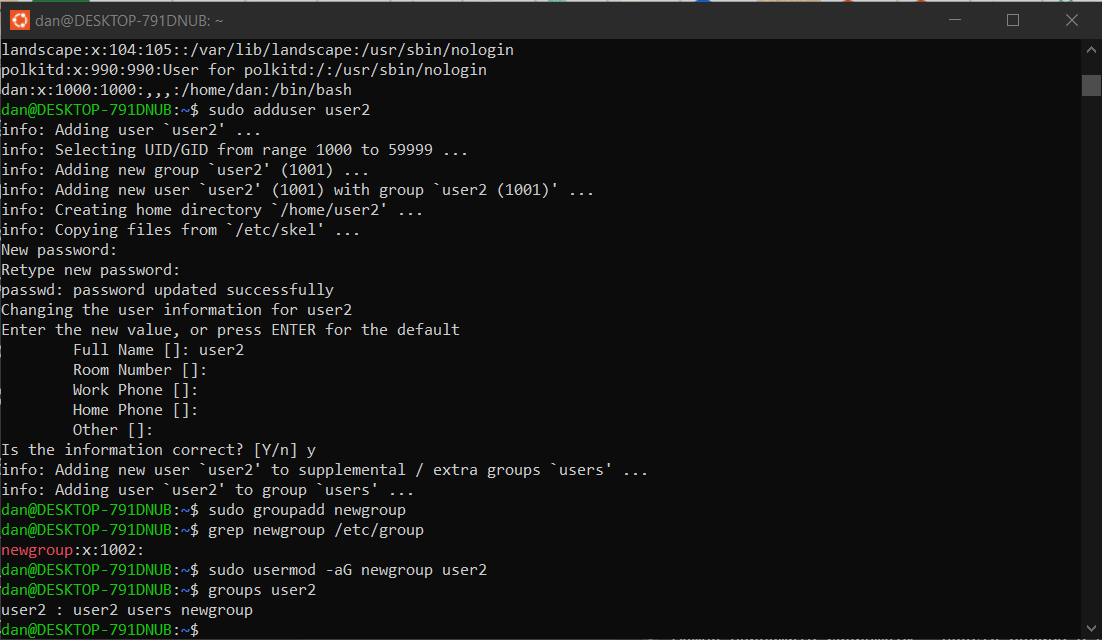 dan@DESKTOP-791DNUB: ~
landscape:x:104:105::/var/lib/landscape:/usr/sbin/nologin
polkitd:x:990:990:User for polkitd:/:/usr/sbin/nologin
dan:x:1000:1000:,,,:/home/dan:/bin/bash
dan@DESKTOP-791DNUB:~$ sudo adduser user2
info: Adding user `user2' ...
info: Selecting UID/GID from range 1000 to 59999 ...
info: Adding new group `user2' (1001) ...
info: Adding new user `user2' (1001) with group `user2 (1001)' ...
info: Creating home directory `/home/user2' ...
info: Copying files from `/etc/skel' ...
New password:
Retype new password:
passwd: password updated successfully
Changing the user information for user2
Enter the new value, or press ENTER for the default
        Full Name []: user2
        Room Number []:
        Work Phone []:
        Home Phone []:
        Other []:
Is the information correct? [Y/n] y
info: Adding new user `user2' to supplemental / extra groups `users' ...
info: Adding user `user2' to group `users' ...
dan@DESKTOP-791DNUB:~$ sudo groupadd newgroup
dan@DESKTOP-791DNUB:~$ grep newgroup /etc/group
newgroup:x:1002:
dan@DESKTOP-791DNUB:~$ sudo usermod -aG newgroup user2
dan@DESKTOP-791DNUB:~$ groups user2
user2 : user2 users newgroup
dan@DESKTOP-791DNUB:~$